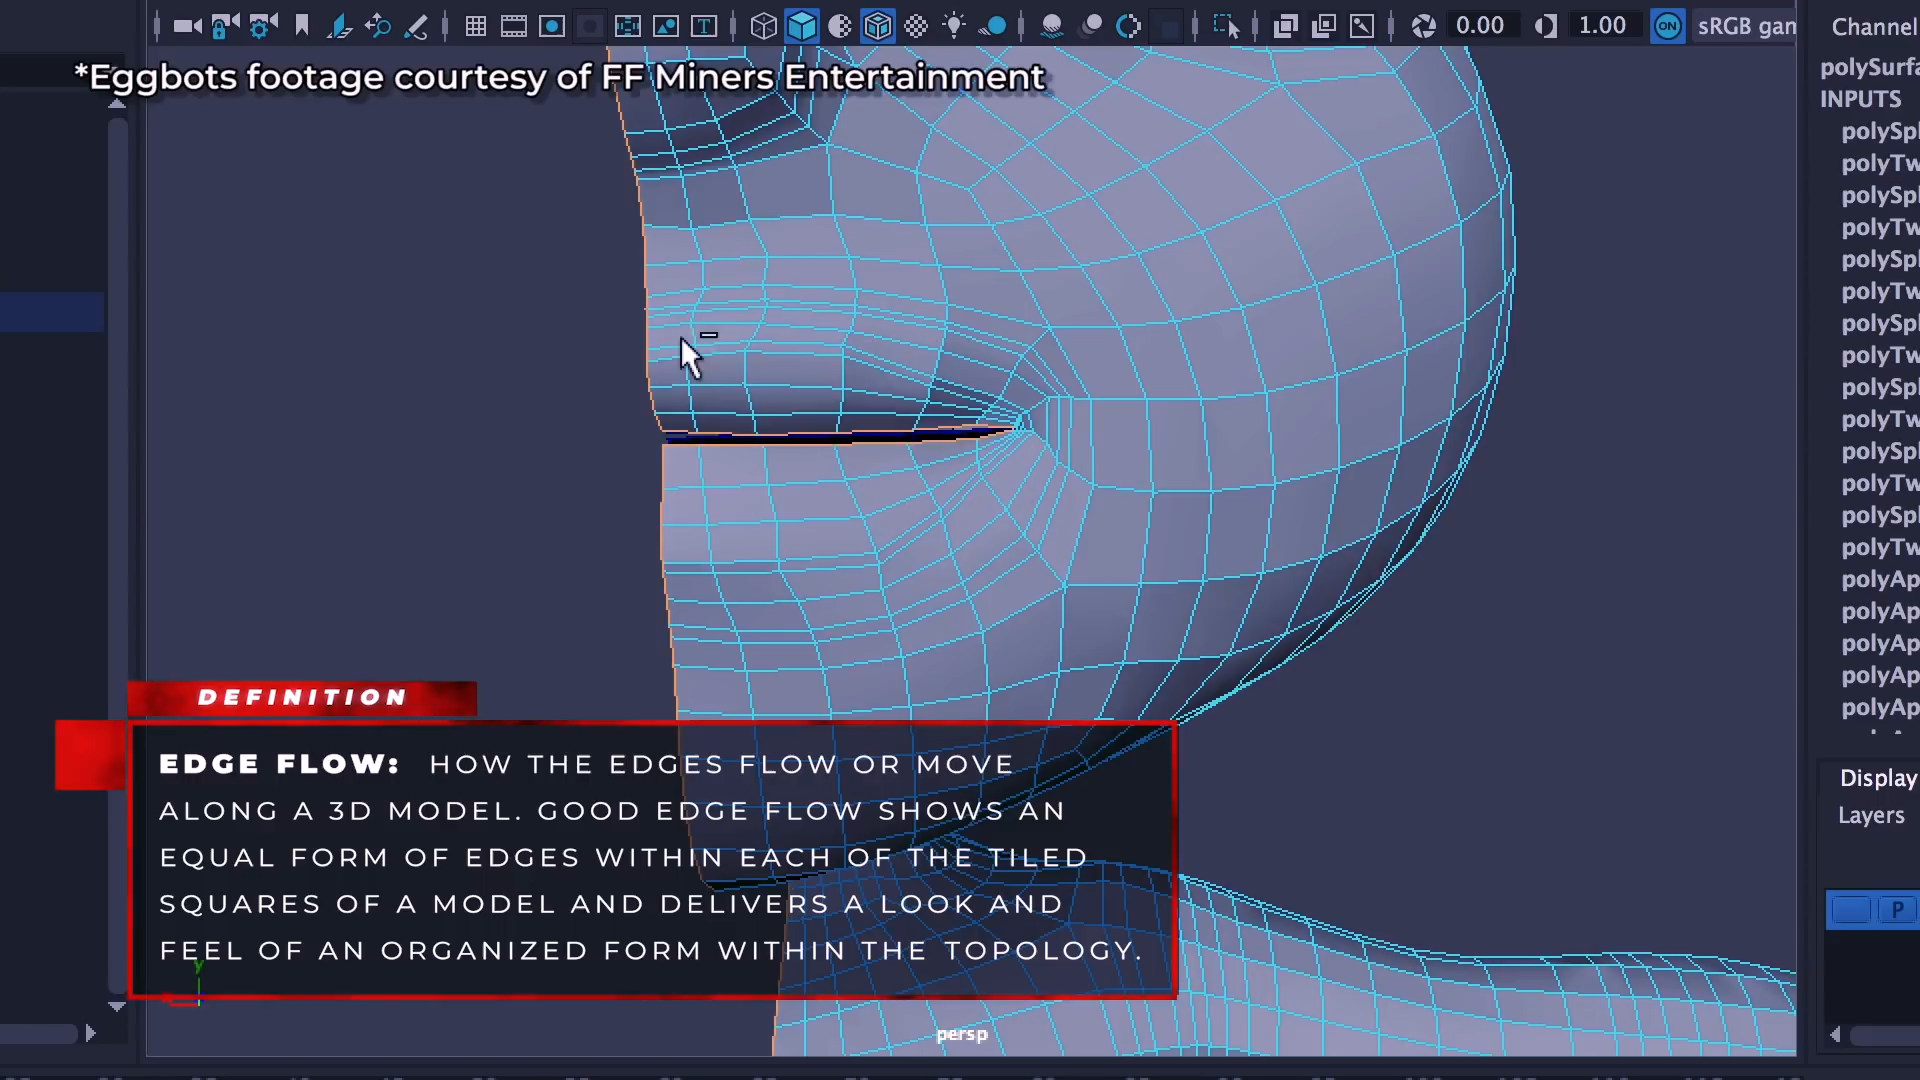 0.00
1.00
ON
sRGB gam
Channel
*Eggbots footage courtesy of FF Miners Entertainment
polySurfa
INPUTS
polySpl
polyTw
polySpl
polyTw
polySpl
polyTw
polySpl
polyTw
polySpl
polyTw
polySpl
polyTw
polySpl
polyTw
polyAp
polyAp
polyAp
polyAp
polyAp
Display
Layers
P
DEFINITION
EDGE FLOW: HOW THE EDGES FLOW OR MOVE
ALONG A 3D MODEL. GOOD EDGE FLOW SHOWS AN
EQUAL FORM OF EDGES WITHIN EACH OF THE TILED
SQUARES OF A MODEL AND DELIVERS A LOOK AND
FEEL OF AN ORGANIZED FORM WITHIN THE TOPOLOGY.
y
persp